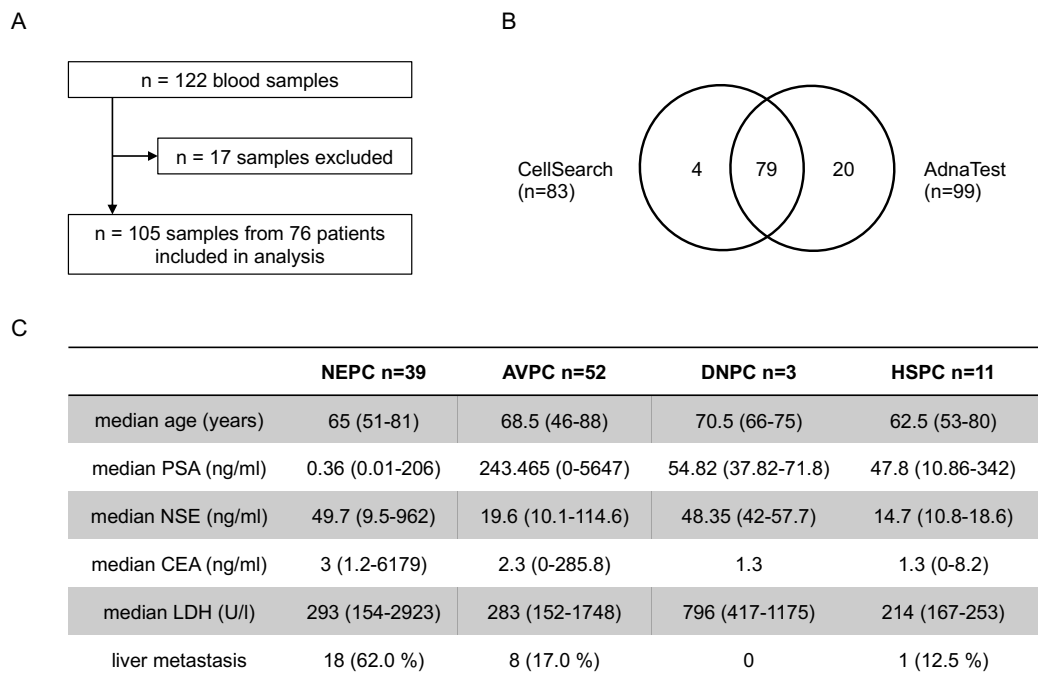 A
n = 122 blood samples
n = 17 samples excluded
n = 105 samples from 76 patients
included in analysis
B
CellSearch
(n=83)
4
79
20
AdnaTest
(n=99)
C
NEPC n=39 AVPC n=52 DNPC n=3 HSPC n=11
median age (years) 65 (51-81) 68.5 (46-88) 70.5 (66-75) 62.5 (53-80)
median PSA (ng/ml) 0.36 (0.01-206) 243.465 (0-5647) 54.82 (37.82-71.8) 47.8 (10.86-342)
median NSE (ng/ml) 49.7 (9.5-962) 19.6 (10.1-114.6) 48.35 (42-57.7) 14.7 (10.8-18.6)
median CEA (ng/ml) 3 (1.2-6179) 2.3 (0-285.8) 1.3 1.3 (0-8.2)
median LDH (U/l) 293 (154-2923) 283 (152-1748) 796 (417-1175) 214 (167-253)
liver metastasis 18 (62.0 %) 8 (17.0 %) 0 1 (12.5 %)